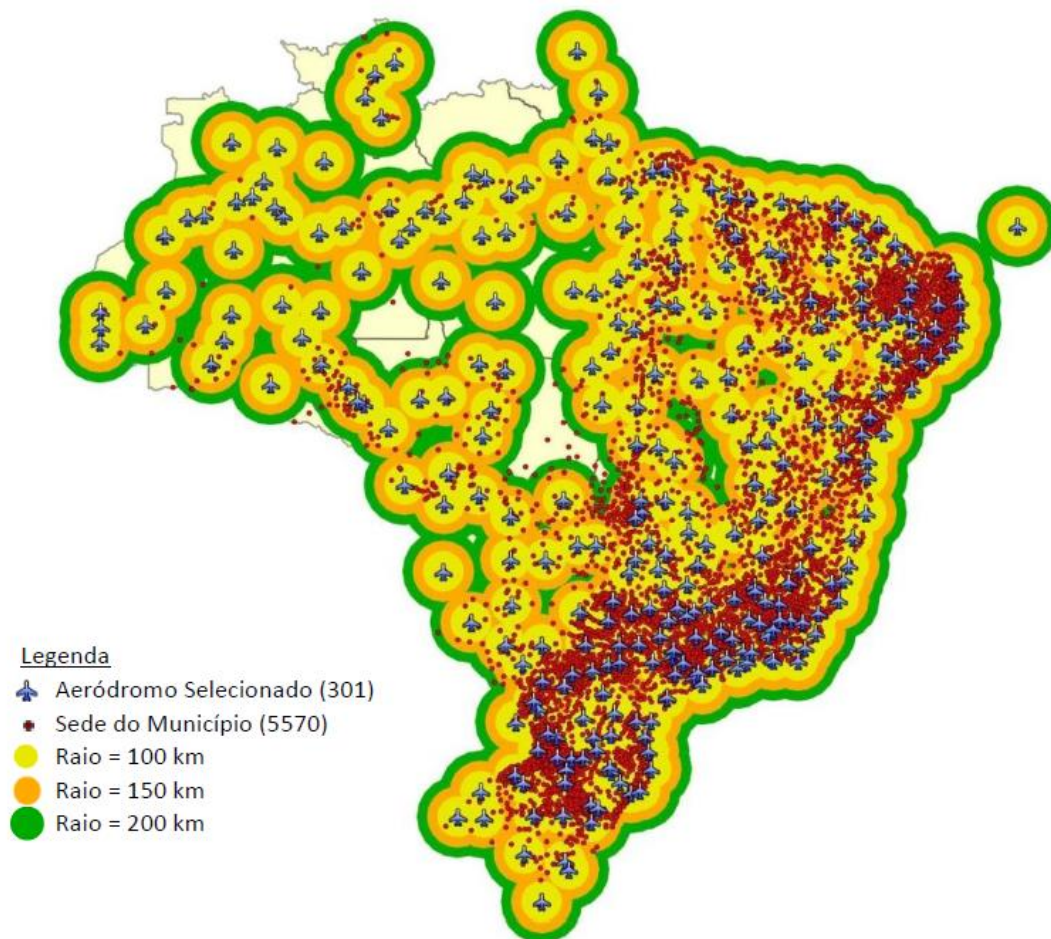 Legenda
Aeródromo Selecionado (301)
Sede do Município (5570)
Raio = 100 km
Raio = 150 km
Raio = 200 km